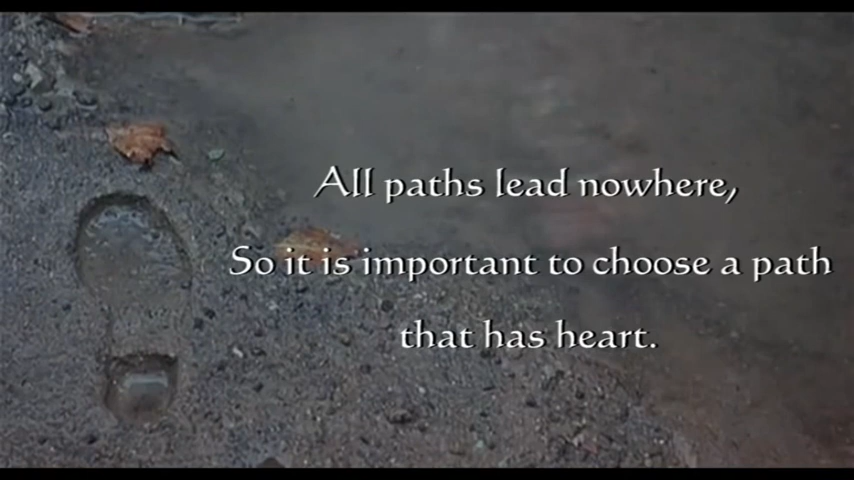 All paths lead nowhere,
So it is important to choose a path
that has heart.